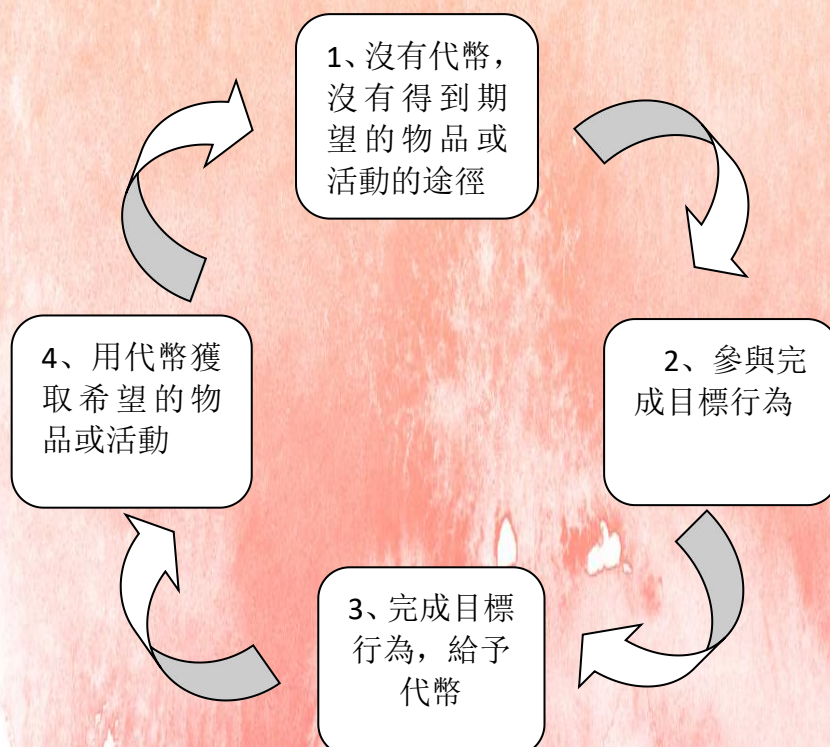 1、沒有代幣，
沒有得到期
望的物品或
活動的途徑
2、參與完
成目標行為
3、完成目標
行為，給予
代幣
4、用代幣獲
取希望的物
品或活動